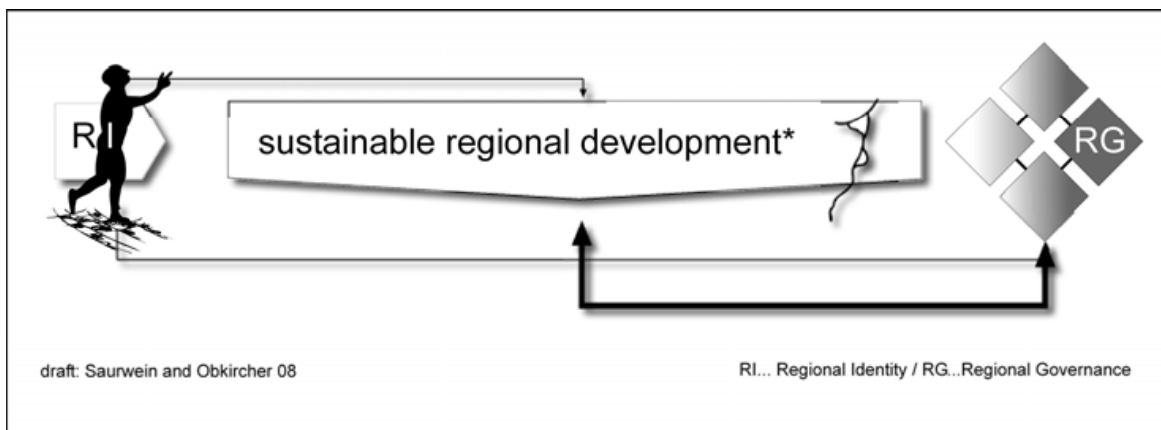 RI
sustainable regional development*
RG
draft: Saurwein and Obkircher 08
RI... Regional Identity / RG...Regional Governance